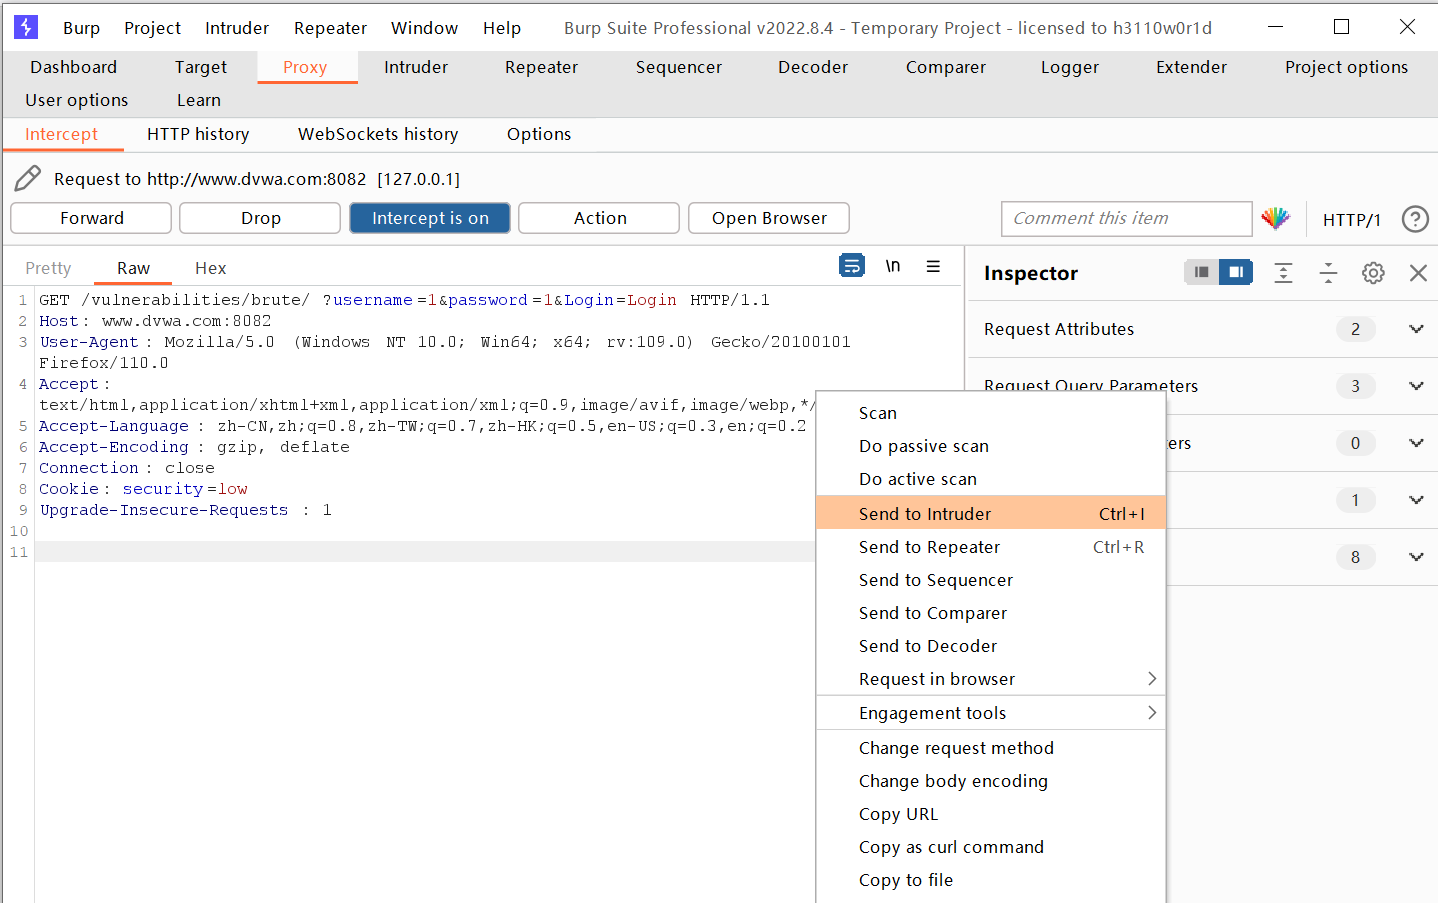 Burp Project Intruder Repeater Window Help Burp Suite Professional v2022.8.4 - Temporary Project - licensed to h3110w0r1d
Dashboard Target Proxy Intruder Repeater Sequencer Decoder Comparer Logger Extender Project options
User options Learn
Intercept HTTP history WebSockets history Options
Request to http://www.dvwa.com:8082 [127.0.0.1]
Forward Drop Intercept is on Action Open Browser Comment this item HTTP/1 ?
Pretty Raw Hex \n Inspector
1 GET /vulnerabilities/brute/ ?username=1&password=1&Login=Login HTTP/1.1
2 Host: www.dvwa.com:8082
3 User-Agent: Mozilla/5.0 (Windows NT 10.0; Win64; x64; rv:109.0) Gecko/20100101
Firefox/110.0
4 Accept:
text/html,application/xhtml+xml,application/xml;q=0.9,image/avif,image/webp,*/
5 Accept-Language: zh-CN,zh;q=0.8,zh-TW;q=0.7,zh-HK;q=0.5,en-US;q=0.3,en;q=0.2
6 Accept-Encoding: gzip, deflate
7 Connection: close
8 Cookie: security=low
9 Upgrade-Insecure-Requests: 1
10
11
Request Attributes 2
Request Query Parameters 3
ers 0
1
8
Scan
Do passive scan
Do active scan
Send to Intruder Ctrl+I
Send to Repeater Ctrl+R
Send to Sequencer
Send to Comparer
Send to Decoder
Request in browser
Engagement tools
Change request method
Change body encoding
Copy URL
Copy as curl command
Copy to file